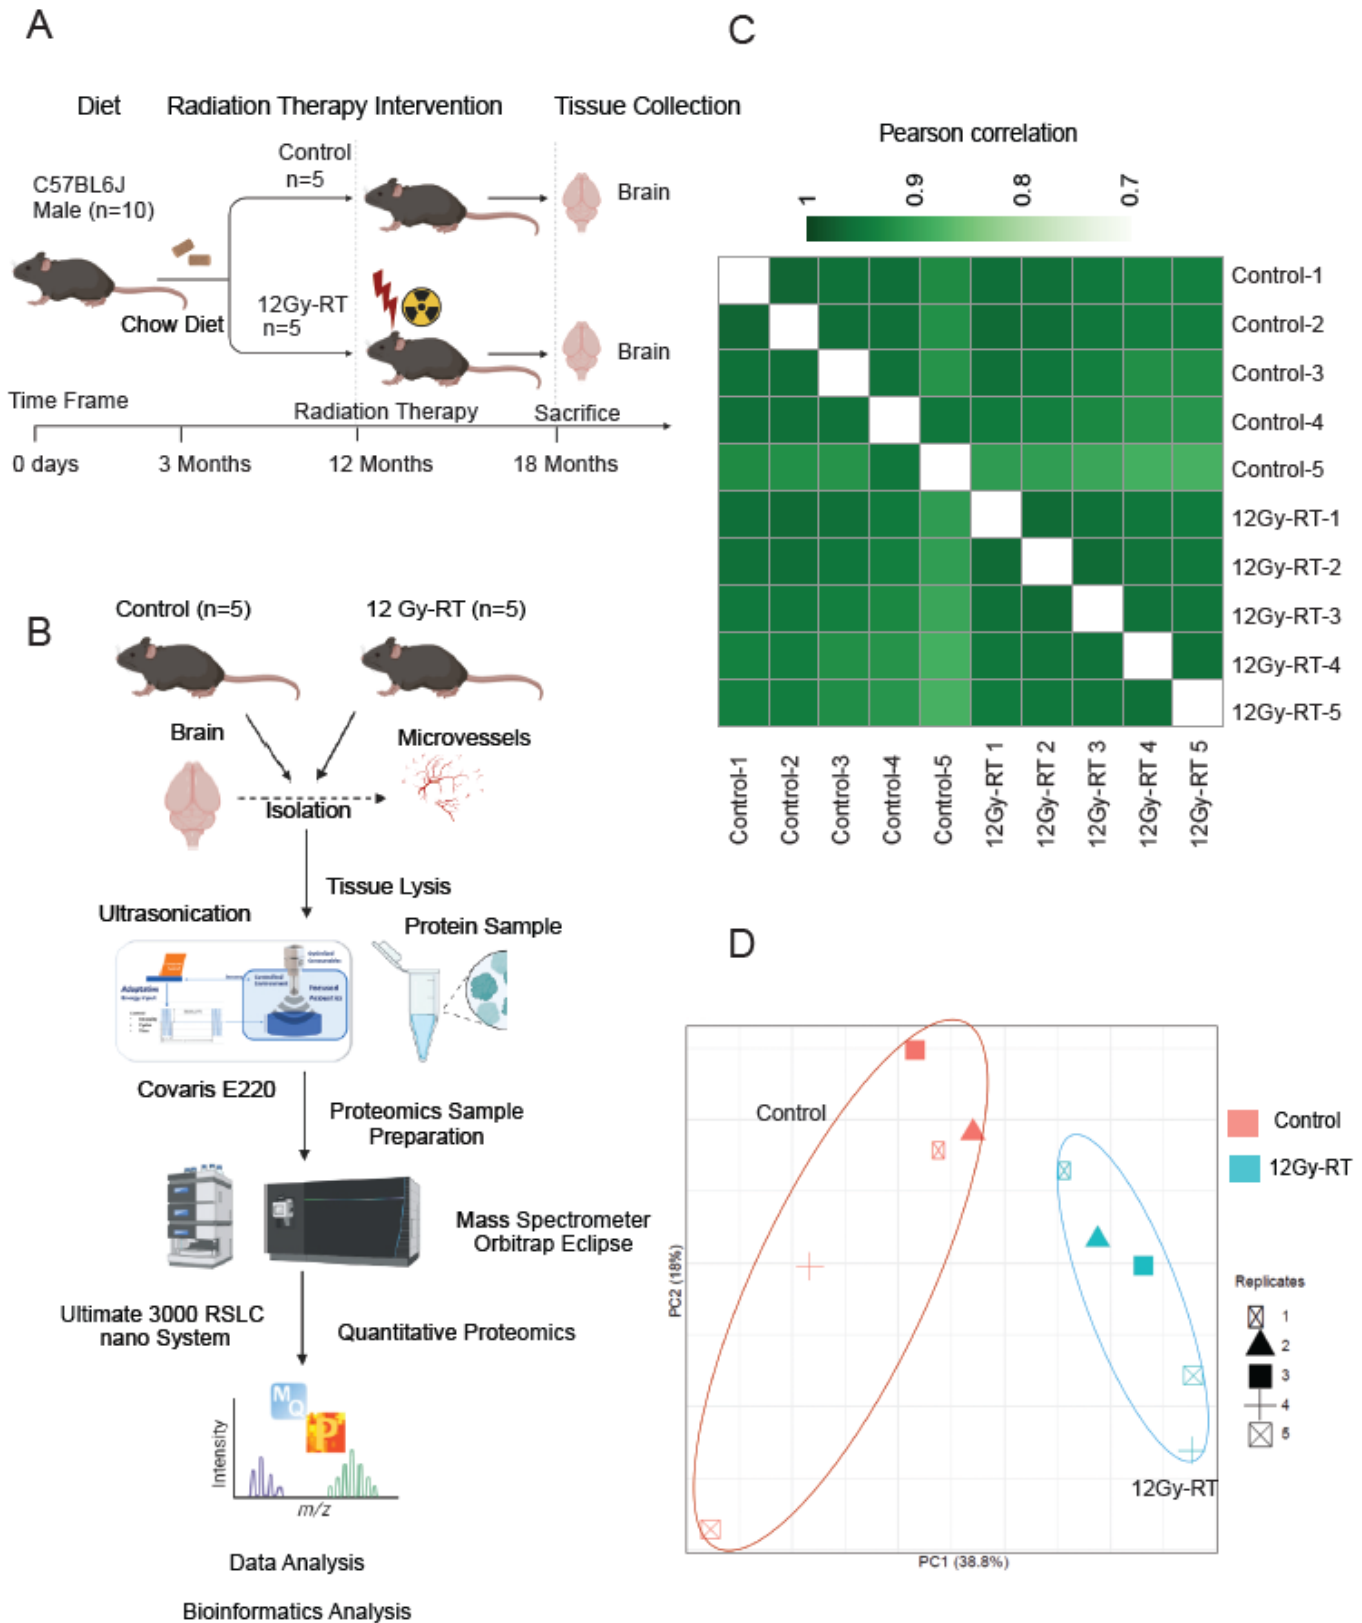 A
Diet
Radiation Therapy Intervention
Tissue Collection
C57BL6J
Male (n=10)
Control
n=5
Brain
Chow Diet
12Gy-RT
n=5
Brain
Time Frame
Radiation Therapy
Sacrifice
0 days
3 Months
12 Months
18 Months
B
Control (n=5)
12 Gy-RT (n=5)
Brain
Microvessels
Isolation
Tissue Lysis
Ultrasonication
Protein Sample
Covaris E220
Proteomics Sample
Preparation
Mass Spectrometer
Orbitrap Eclipse
Ultimate 3000 RSLC
nano System
Quantitative Proteomics
MQ
P
Intensity
m/z
Data Analysis
Bioinformatics Analysis
C
Pearson correlation
1
0.9
0.8
0.7
Control-1
Control-2
Control-3
Control-4
Control-5
12Gy-RT-1
12Gy-RT-2
12Gy-RT-3
12Gy-RT-4
12Gy-RT-5
Control-1
Control-2
Control-3
Control-4
Control-5
12Gy-RT 1
12Gy-RT 2
12Gy-RT 3
12Gy-RT 4
12Gy-RT 5
D
Control
12Gy-RT
PC2 (18%)
PC1 (38.8%)
Control
12Gy-RT
Replicates
1
2
3
4
5